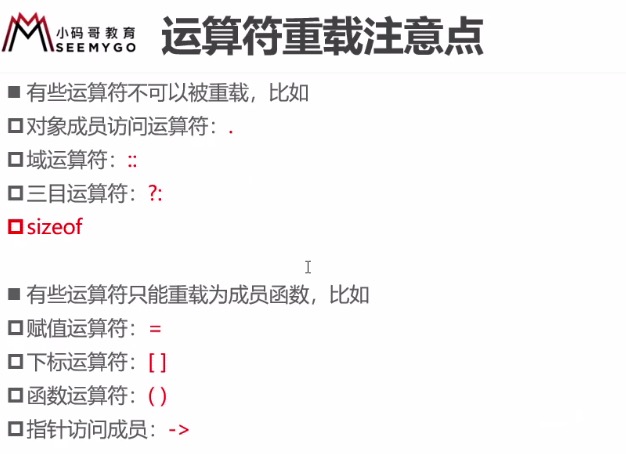 小码哥教育
SEEMYGO
运算符重载注意点
■ 有些运算符不可以被重载，比如
对象成员访问运算符：.
域运算符：::
三目运算符：?:
sizeof
■ 有些运算符只能重载为成员函数，比如
赋值运算符：=
下标运算符：[ ]
函数运算符：( )
指针访问成员：->